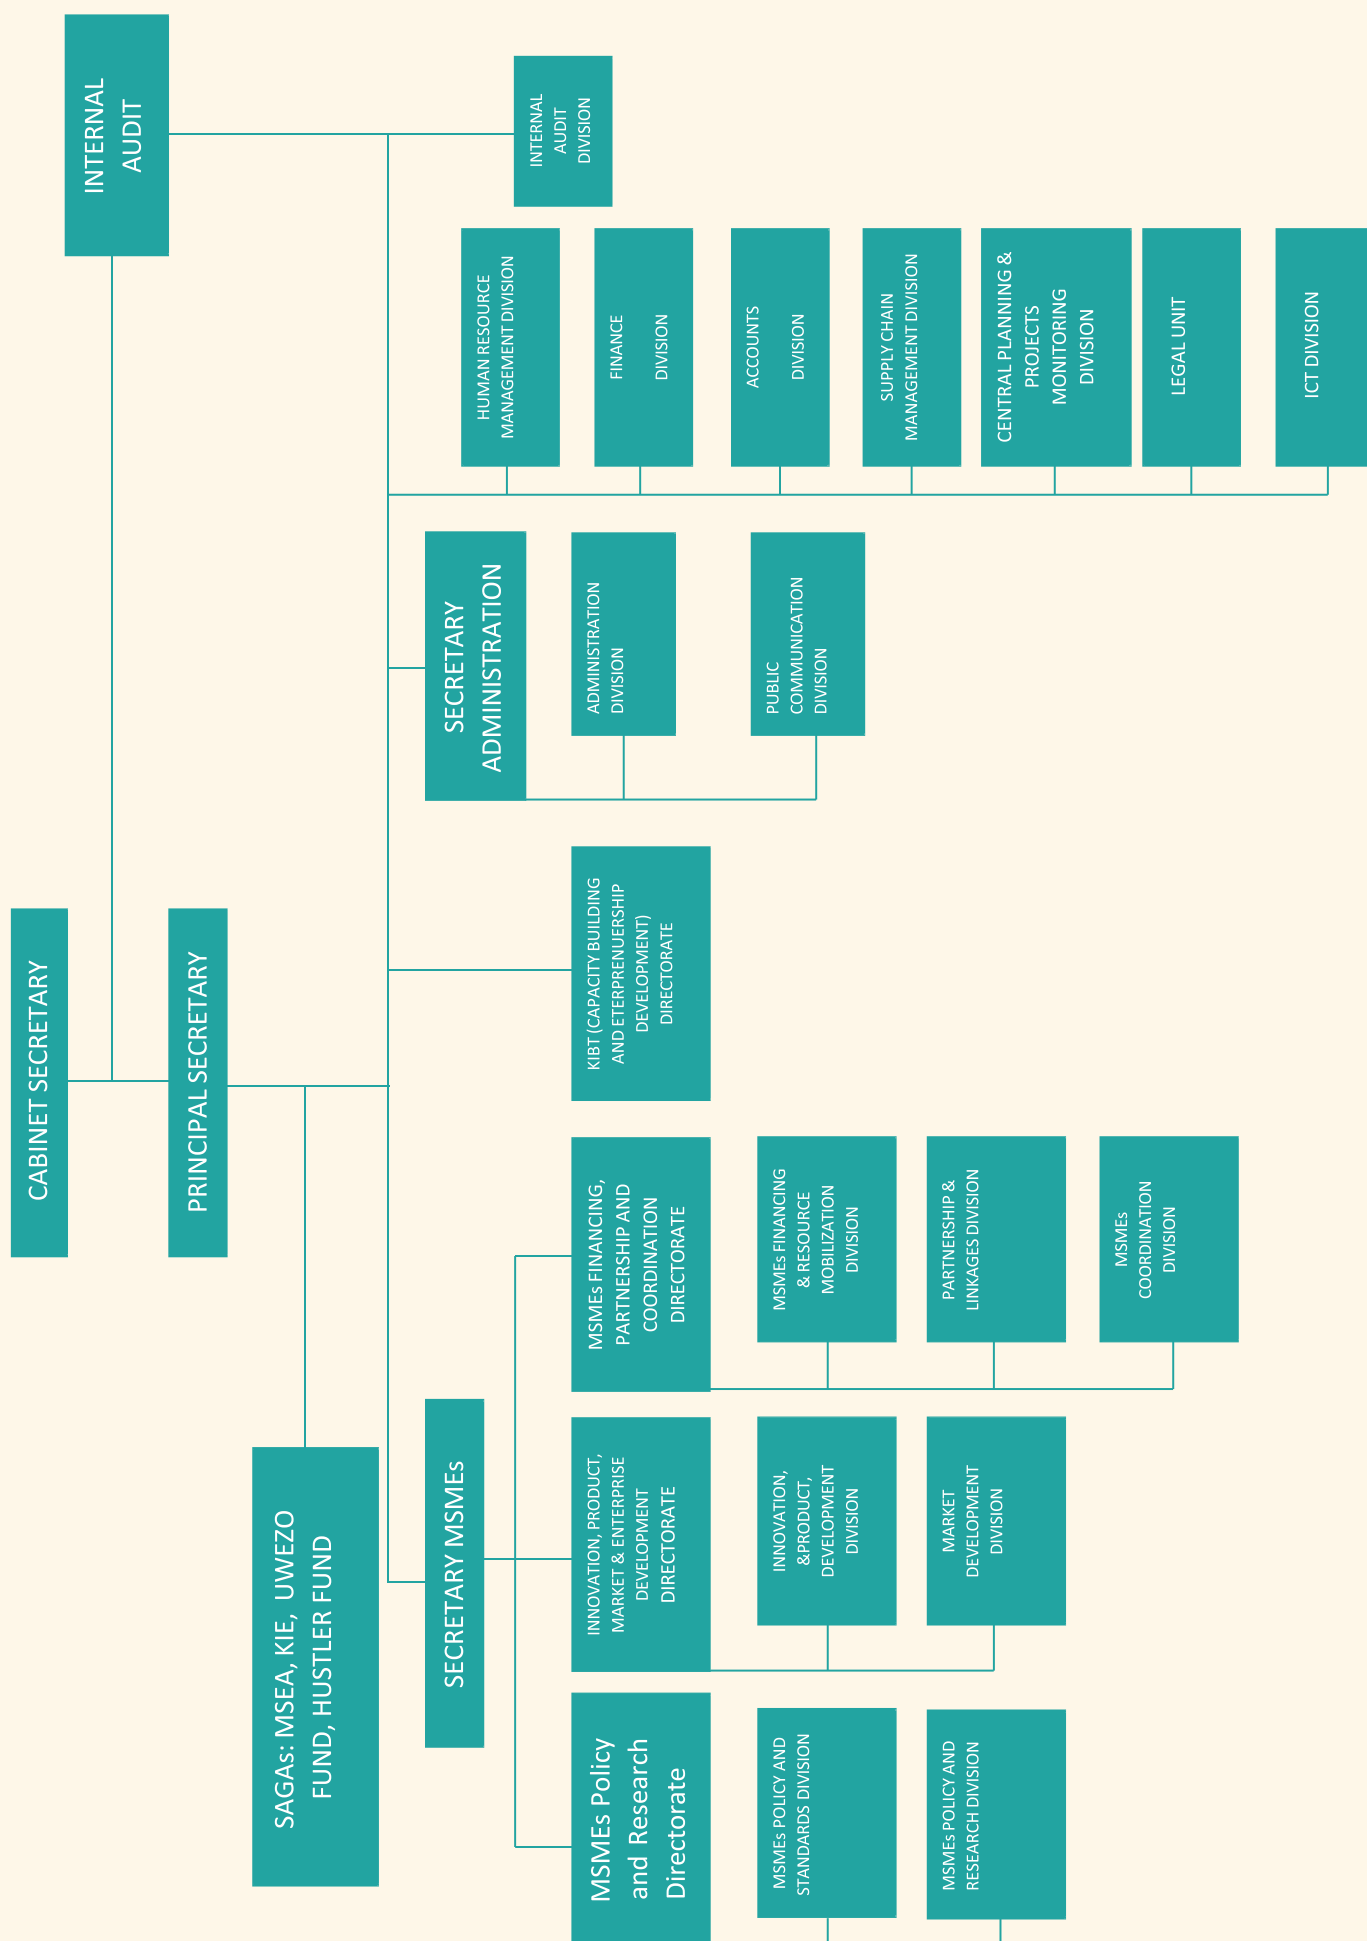 CABINET SECRETARY
INTERNAL
AUDIT
PRINCIPAL SECRETARY
SAGAs: MSEA, KIE, UWEZO
FUND, HUSTLER FUND
SECRETARY MSMEs
SECRETARY
ADMINISTRATION
INTERNAL
AUDIT
DIVISION
MSMEs Policy
and Research
Directorate
INNOVATION, PRODUCT,
MARKET & ENTERPRISE
DEVELOPMENT
DIRECTORATE
MSMEs FINANCING,
PARTNERSHIP AND
COORDINATION
DIRECTORATE
KIBT (CAPACITY BUILDING
AND ETERPRENUERSHIP
DEVELOPMENT)
DIRECTORATE
ADMINISTRATION
DIVISION
PUBLIC
COMMUNICATION
DIVISION
HUMAN RESOURCE
MANAGEMENT DIVISION
FINANCE
DIVISION
ACCOUNTS
DIVISION
SUPPLY CHAIN
MANAGEMENT DIVISION
CENTRAL PLANNING &
PROJECTS
MONITORING
DIVISION
LEGAL UNIT
ICT DIVISION
MSMEs POLICY AND
STANDARDS DIVISION
MSMEs POLICY AND
RESEARCH DIVISION
INNOVATION,
&PRODUCT,
DEVELOPMENT
DIVISION
MARKET
DEVELOPMENT
DIVISION
MSMEs FINANCING
& RESOURCE
MOBILIZATION
DIVISION
PARTNERSHIP &
LINKAGES DIVISION
MSMEs
COORDINATION
DIVISION